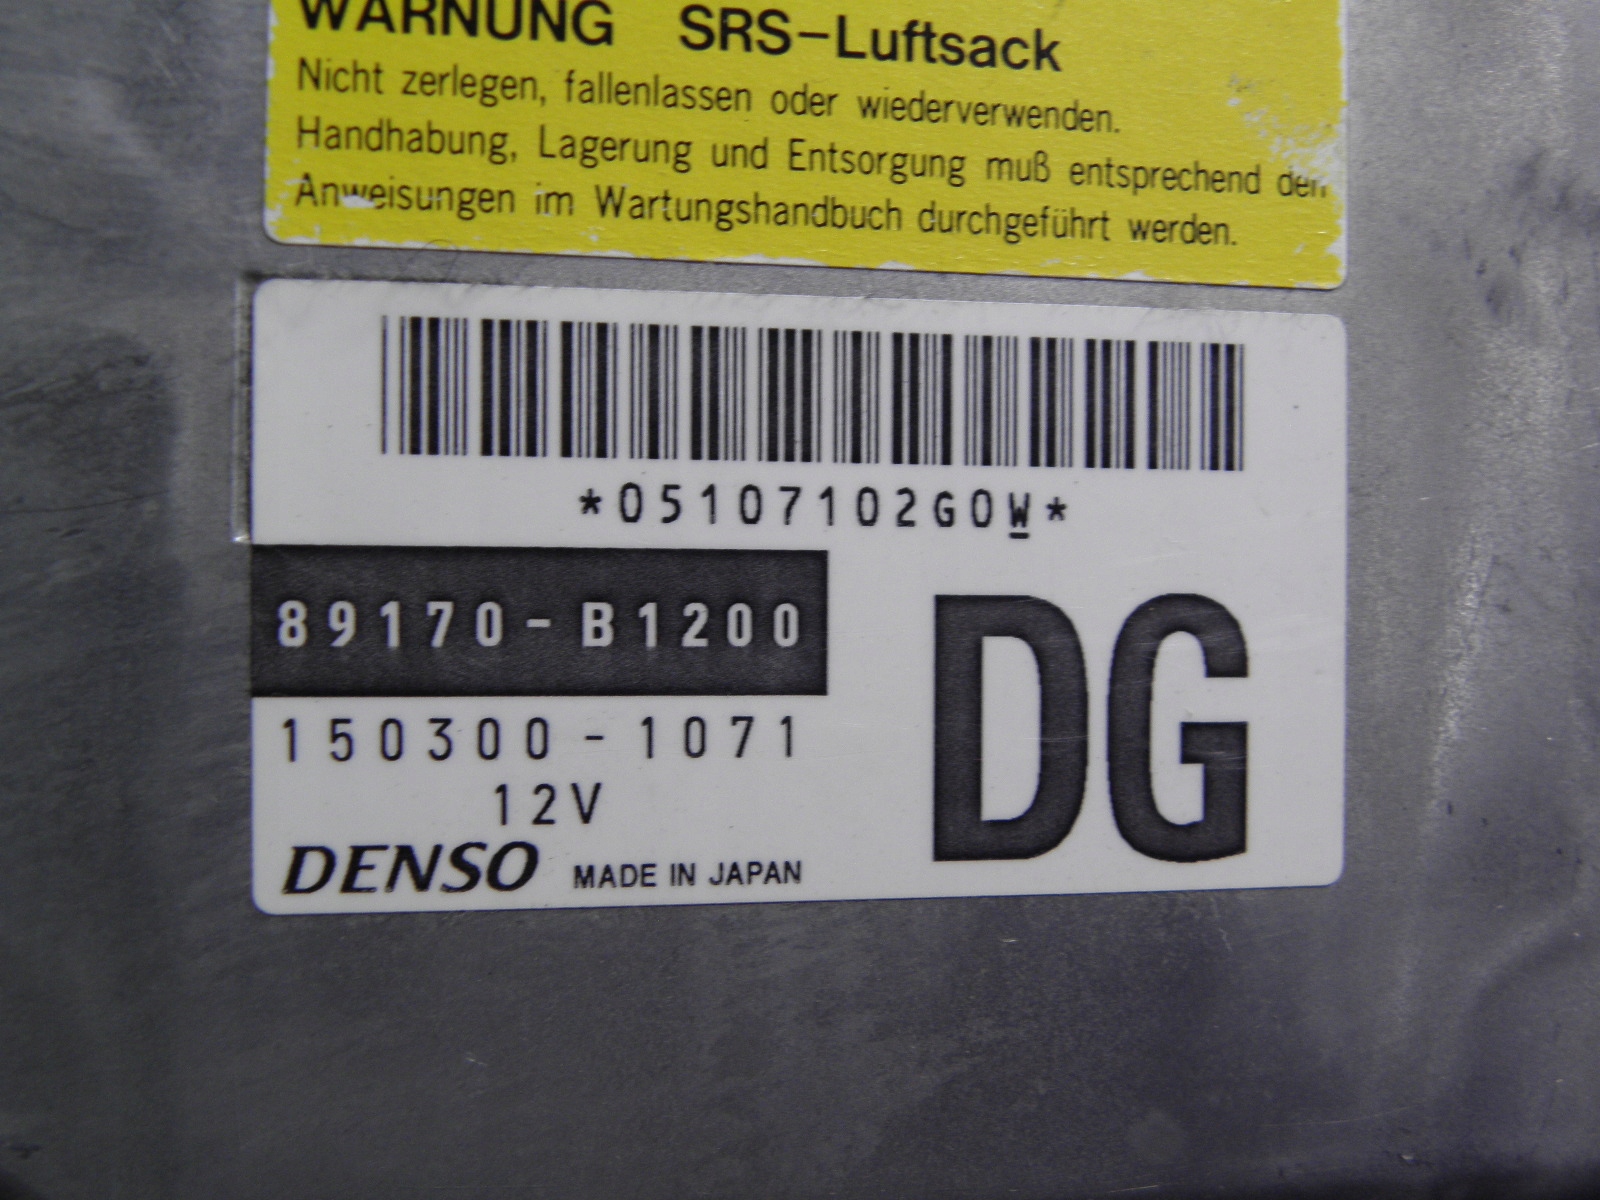 WARNUNG SRS-Luftsack
Nicht zerlegen, fallenlassen oder wiederverwenden.
Handhabung, Lagerung und Entsorgung muß entsprechend den
Anweisungen im Wartungshandbuch durchgeführt werden.
*05107102G0W*
89170-B1200
DG
150300-1071
12V
DENSO MADE IN JAPAN